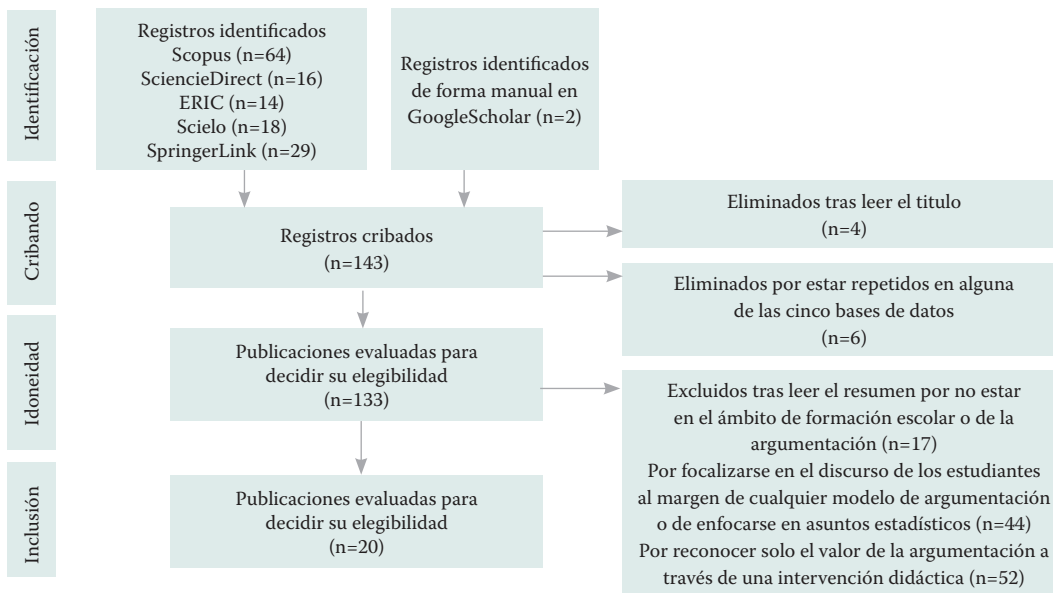 Identificación
Registros identificados
Scopus (n=64)
SciencieDirect (n=16)
ERIC (n=14)
Scielo (n=18)
SpringerLink (n=29)
Registros identificados
de forma manual en
GoogleScholar (n=2)
Cribando
Registros cribados
(n=143)
Eliminados tras leer el titulo
(n=4)
Eliminados por estar repetidos en alguna
de las cinco bases de datos
(n=6)
Idoneidad
Publicaciones evaluadas para
decidir su elegibilidad
(n=133)
Excluidos tras leer el resumen por no estar
en el ámbito de formación escolar o de la
argumentación (n=17)
Por focalizarse en el discurso de los estudiantes
al margen de cualquier modelo de argumentación
o de enfocarse en asuntos estadísticos (n=44)
Por reconocer solo el valor de la argumentación a
través de una intervención didáctica (n=52)
Inclusión
Publicaciones evaluadas para
decidir su elegibilidad
(n=20)